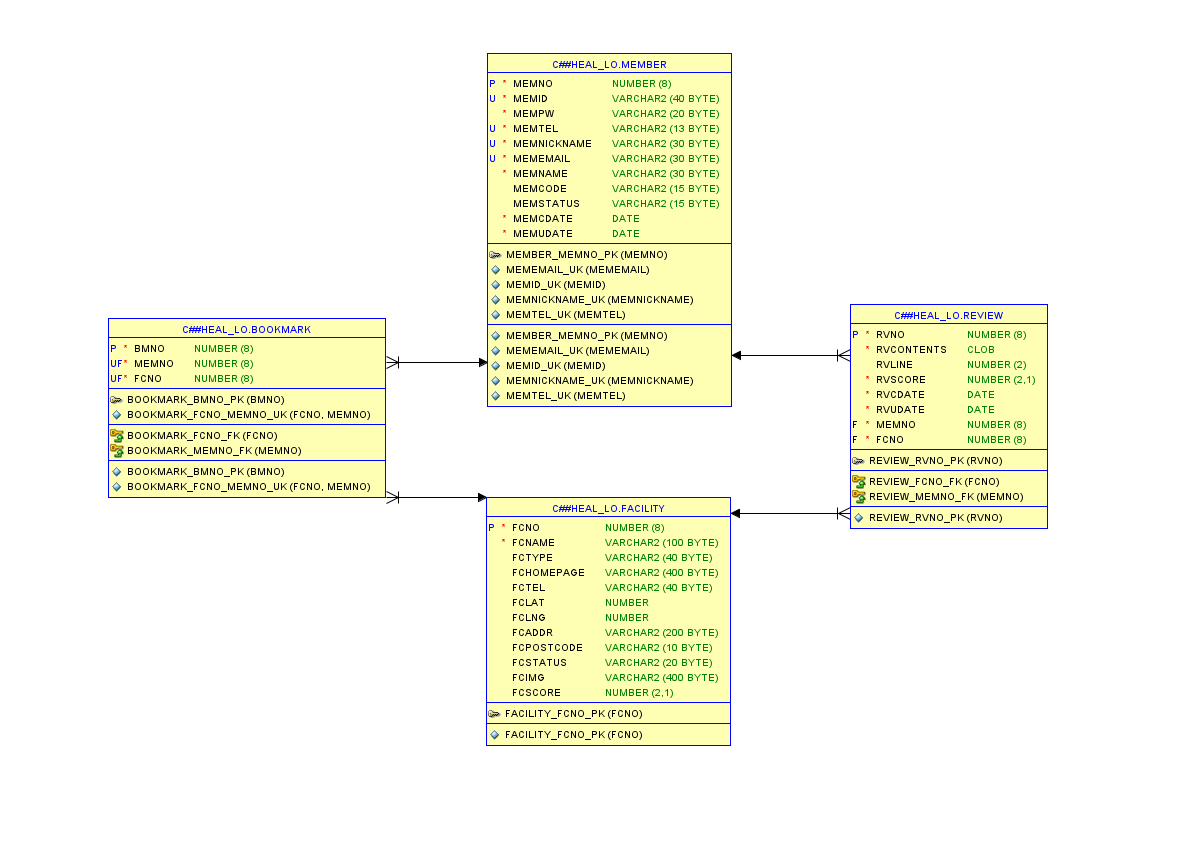 C##HEAL_LO.MEMBER
P * MEMNO NUMBER (8)
U * MEMID VARCHAR2 (40 BYTE)
* MEMPW VARCHAR2 (20 BYTE)
U * MEMTEL VARCHAR2 (13 BYTE)
U * MEMNICKNAME VARCHAR2 (30 BYTE)
U * MEMEMAIL VARCHAR2 (30 BYTE)
* MEMNAME VARCHAR2 (30 BYTE)
MEMCODE VARCHAR2 (15 BYTE)
MEMSTATUS VARCHAR2 (15 BYTE)
* MEMCDATE DATE
* MEMUDATE DATE
MEMBER_MEMNO_PK (MEMNO)
MEMEMAIL_UK (MEMEMAIL)
MEMID_UK (MEMID)
MEMNICKNAME_UK (MEMNICKNAME)
MEMTEL_UK (MEMTEL)
MEMBER_MEMNO_PK (MEMNO)
MEMEMAIL_UK (MEMEMAIL)
MEMID_UK (MEMID)
MEMNICKNAME_UK (MEMNICKNAME)
MEMTEL_UK (MEMTEL)
C##HEAL_LO.BOOKMARK
P * BMNO NUMBER (8)
UF* MEMNO NUMBER (8)
UF* FCNO NUMBER (8)
BOOKMARK_BMNO_PK (BMNO)
BOOKMARK_FCNO_MEMNO_UK (FCNO, MEMNO)
BOOKMARK_FCNO_FK (FCNO)
BOOKMARK_MEMNO_FK (MEMNO)
BOOKMARK_BMNO_PK (BMNO)
BOOKMARK_FCNO_MEMNO_UK (FCNO, MEMNO)
C##HEAL_LO.REVIEW
P * RVNO NUMBER (8)
* RVCONTENTS CLOB
RVLINE NUMBER (2)
* RVSCORE NUMBER (2,1)
* RVCDATE DATE
* RVUDATE DATE
F * MEMNO NUMBER (8)
F * FCNO NUMBER (8)
REVIEW_RVNO_PK (RVNO)
REVIEW_FCNO_FK (FCNO)
REVIEW_MEMNO_FK (MEMNO)
REVIEW_RVNO_PK (RVNO)
C##HEAL_LO.FACILITY
P * FCNO NUMBER (8)
* FCNAME VARCHAR2 (100 BYTE)
FCTYPE VARCHAR2 (40 BYTE)
FCHOMEPAGE VARCHAR2 (400 BYTE)
FCTEL VARCHAR2 (40 BYTE)
FCLAT NUMBER
FCLNG NUMBER
FCADDR VARCHAR2 (200 BYTE)
FCPOSTCODE VARCHAR2 (10 BYTE)
FCSTATUS VARCHAR2 (20 BYTE)
FCIMG VARCHAR2 (400 BYTE)
FCSCORE NUMBER (2,1)
FACILITY_FCNO_PK (FCNO)
FACILITY_FCNO_PK (FCNO)